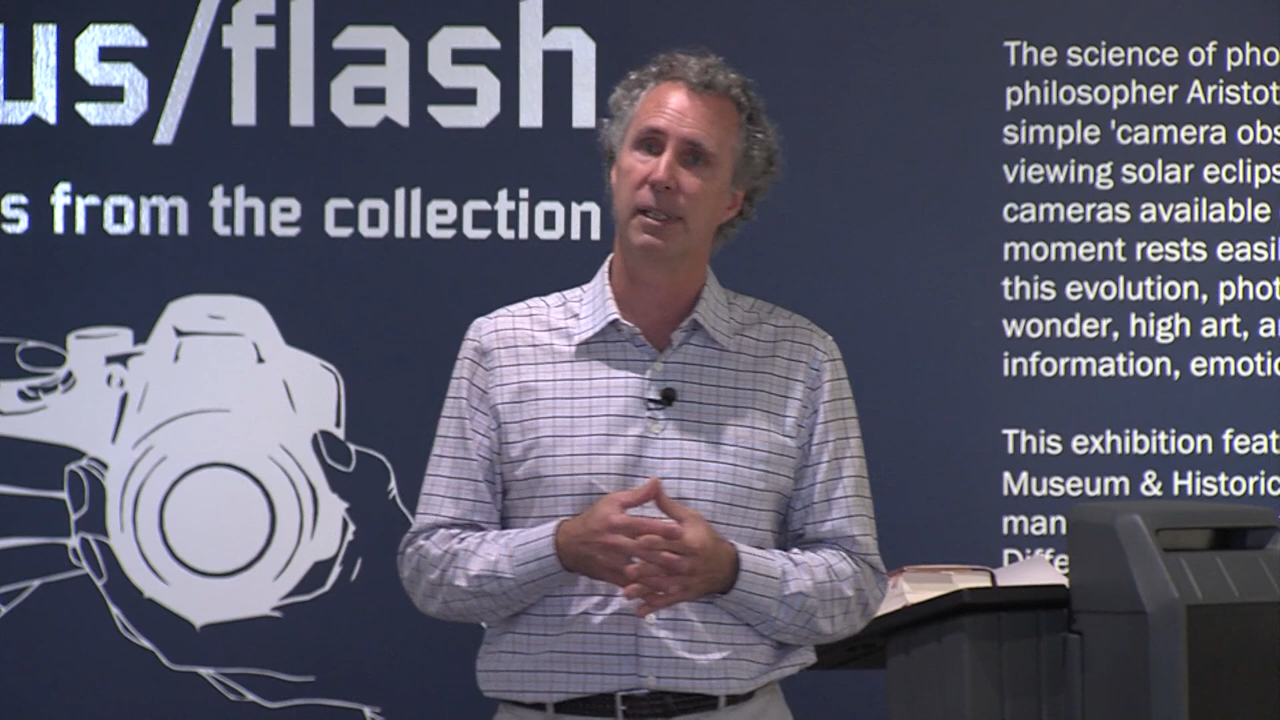 us/flash
s from the collection
The science of pho
philosopher Aristot
simple 'camera obs
viewing solar eclips
cameras available
moment rests easil
this evolution, phot
wonder, high art, a
information, emotio
This exhibition feat
Museum & Historic
man
Diffe